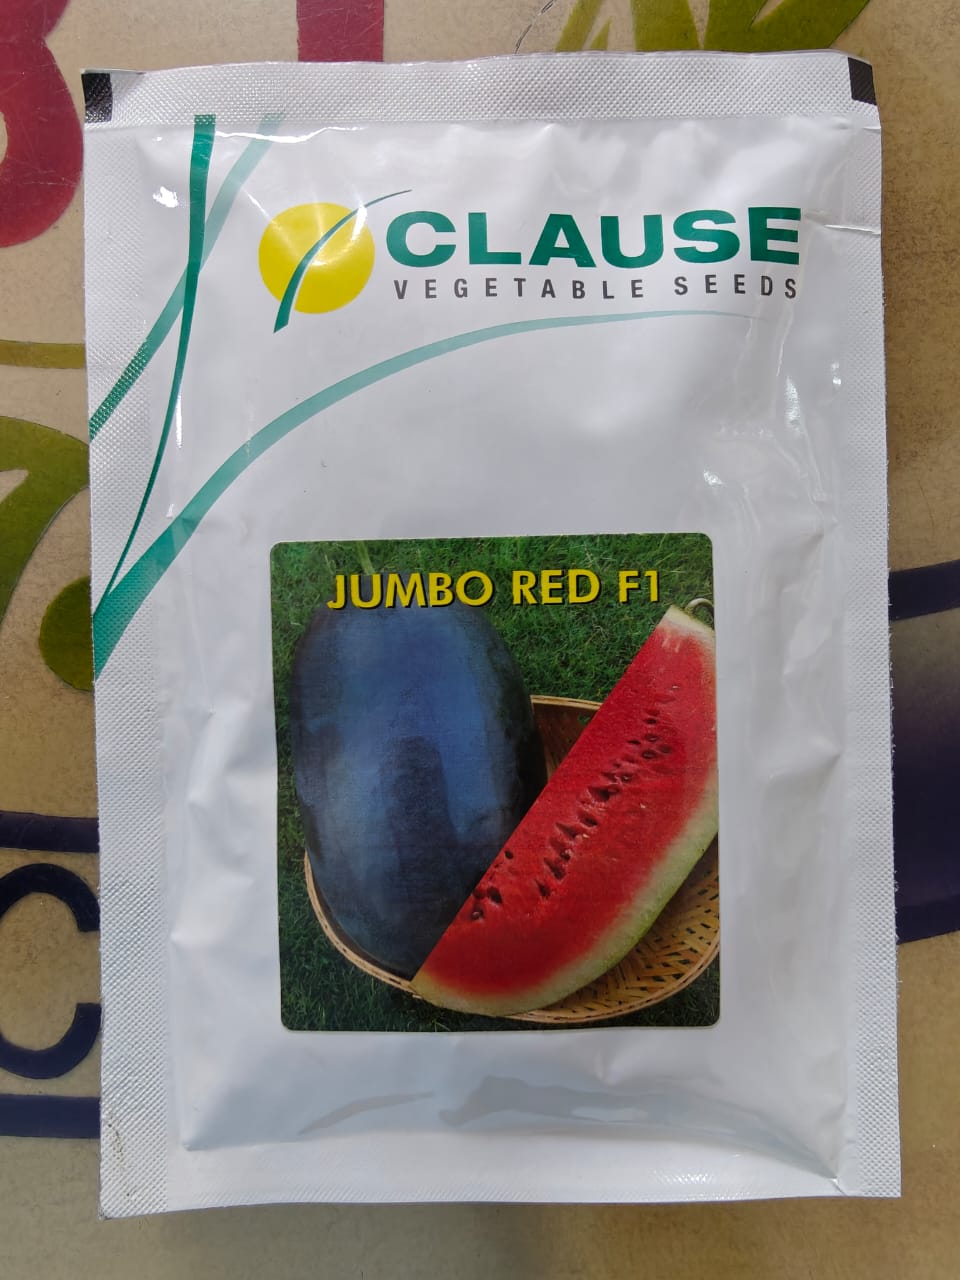 CLAUSE
VEGETABLE SEEDS
JUMBO RED F1